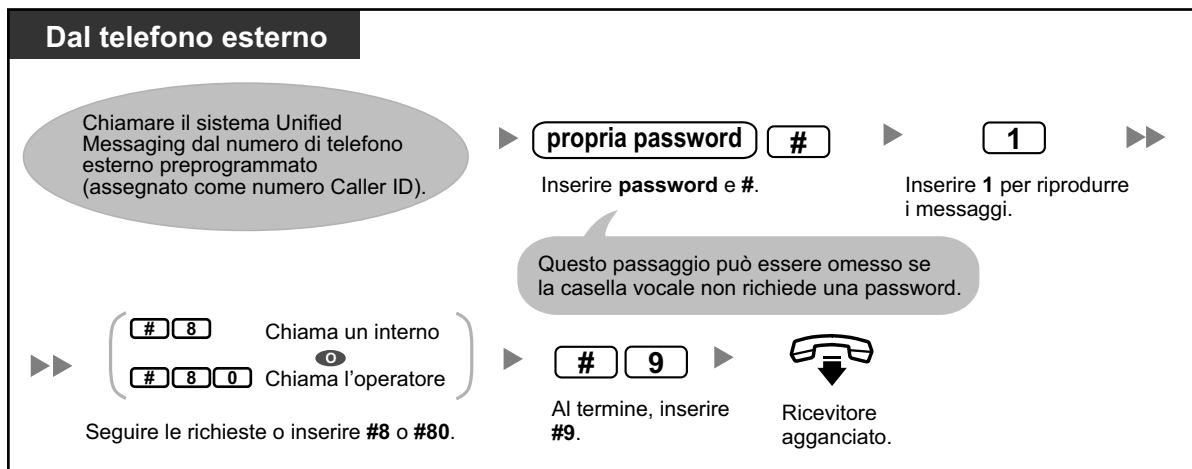 Dal telefono esterno
Chiamare il sistema Unified
Messaging dal numero di telefono
esterno preprogrammato
(assegnato come numero Caller ID).
propria password #
Inserire password e #.
1
Inserire 1 per riprodurre
i messaggi.
Questo passaggio può essere omesso se
la casella vocale non richiede una password.
# 8 Chiama un interno
O
# 8 0 Chiama l’operatore
Seguire le richieste o inserire #8 o #80.
# 9
Al termine, inserire
#9.
Ricevitore
agganciato.